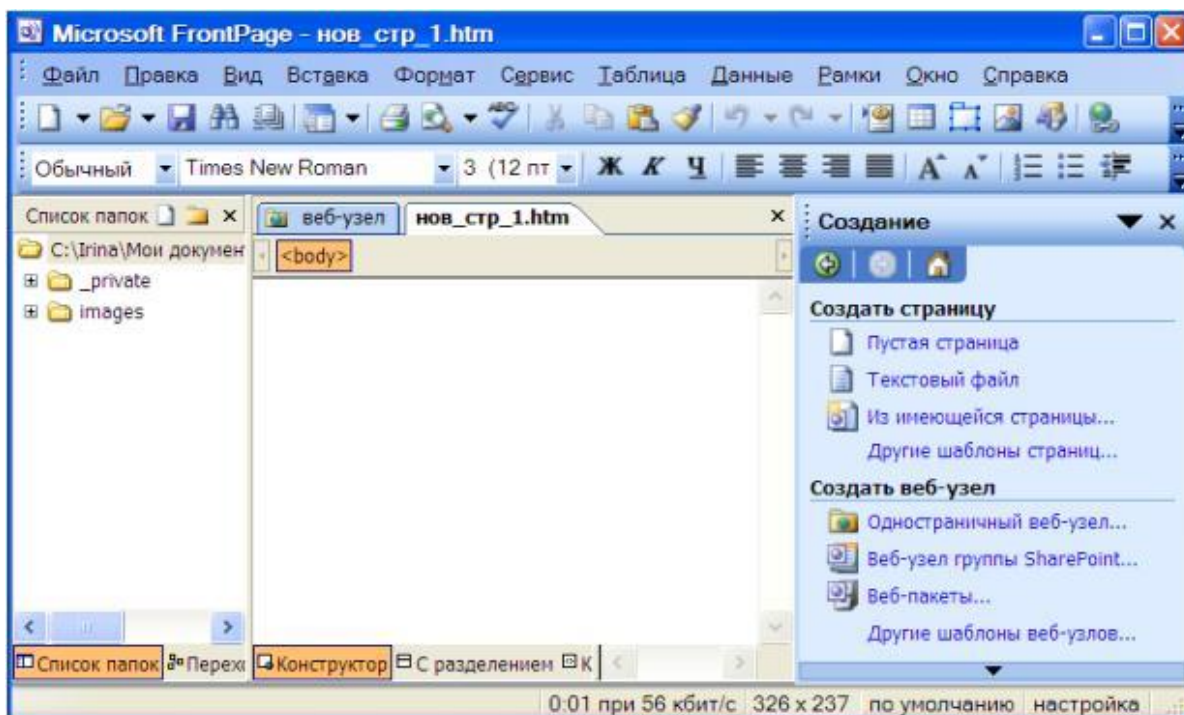 Microsoft FrontPage - нов_стр_1.htm
Файл Правка Вид Вставка Формат Сервис Таблица Данные Рамки Окно Справка
Обычный Times New Roman 3 (12 пт Ж К Ч
Список папок
веб-узел нов_стр_1.htm
C:\Irina\Мои докумен
<body>
_private
images
Создание
Создать страницу
Пустая страница
Текстовый файл
Из имеющейся страницы...
Другие шаблоны страниц...
Создать веб-узел
Одностраничный веб-узел...
Веб-узел группы SharePoint...
Веб-пакеты...
Другие шаблоны веб-узлов...
Список папок Перехо Конструктор С разделением К
0:01 при 56 кбит/с 326 x 237 по умолчанию настройка